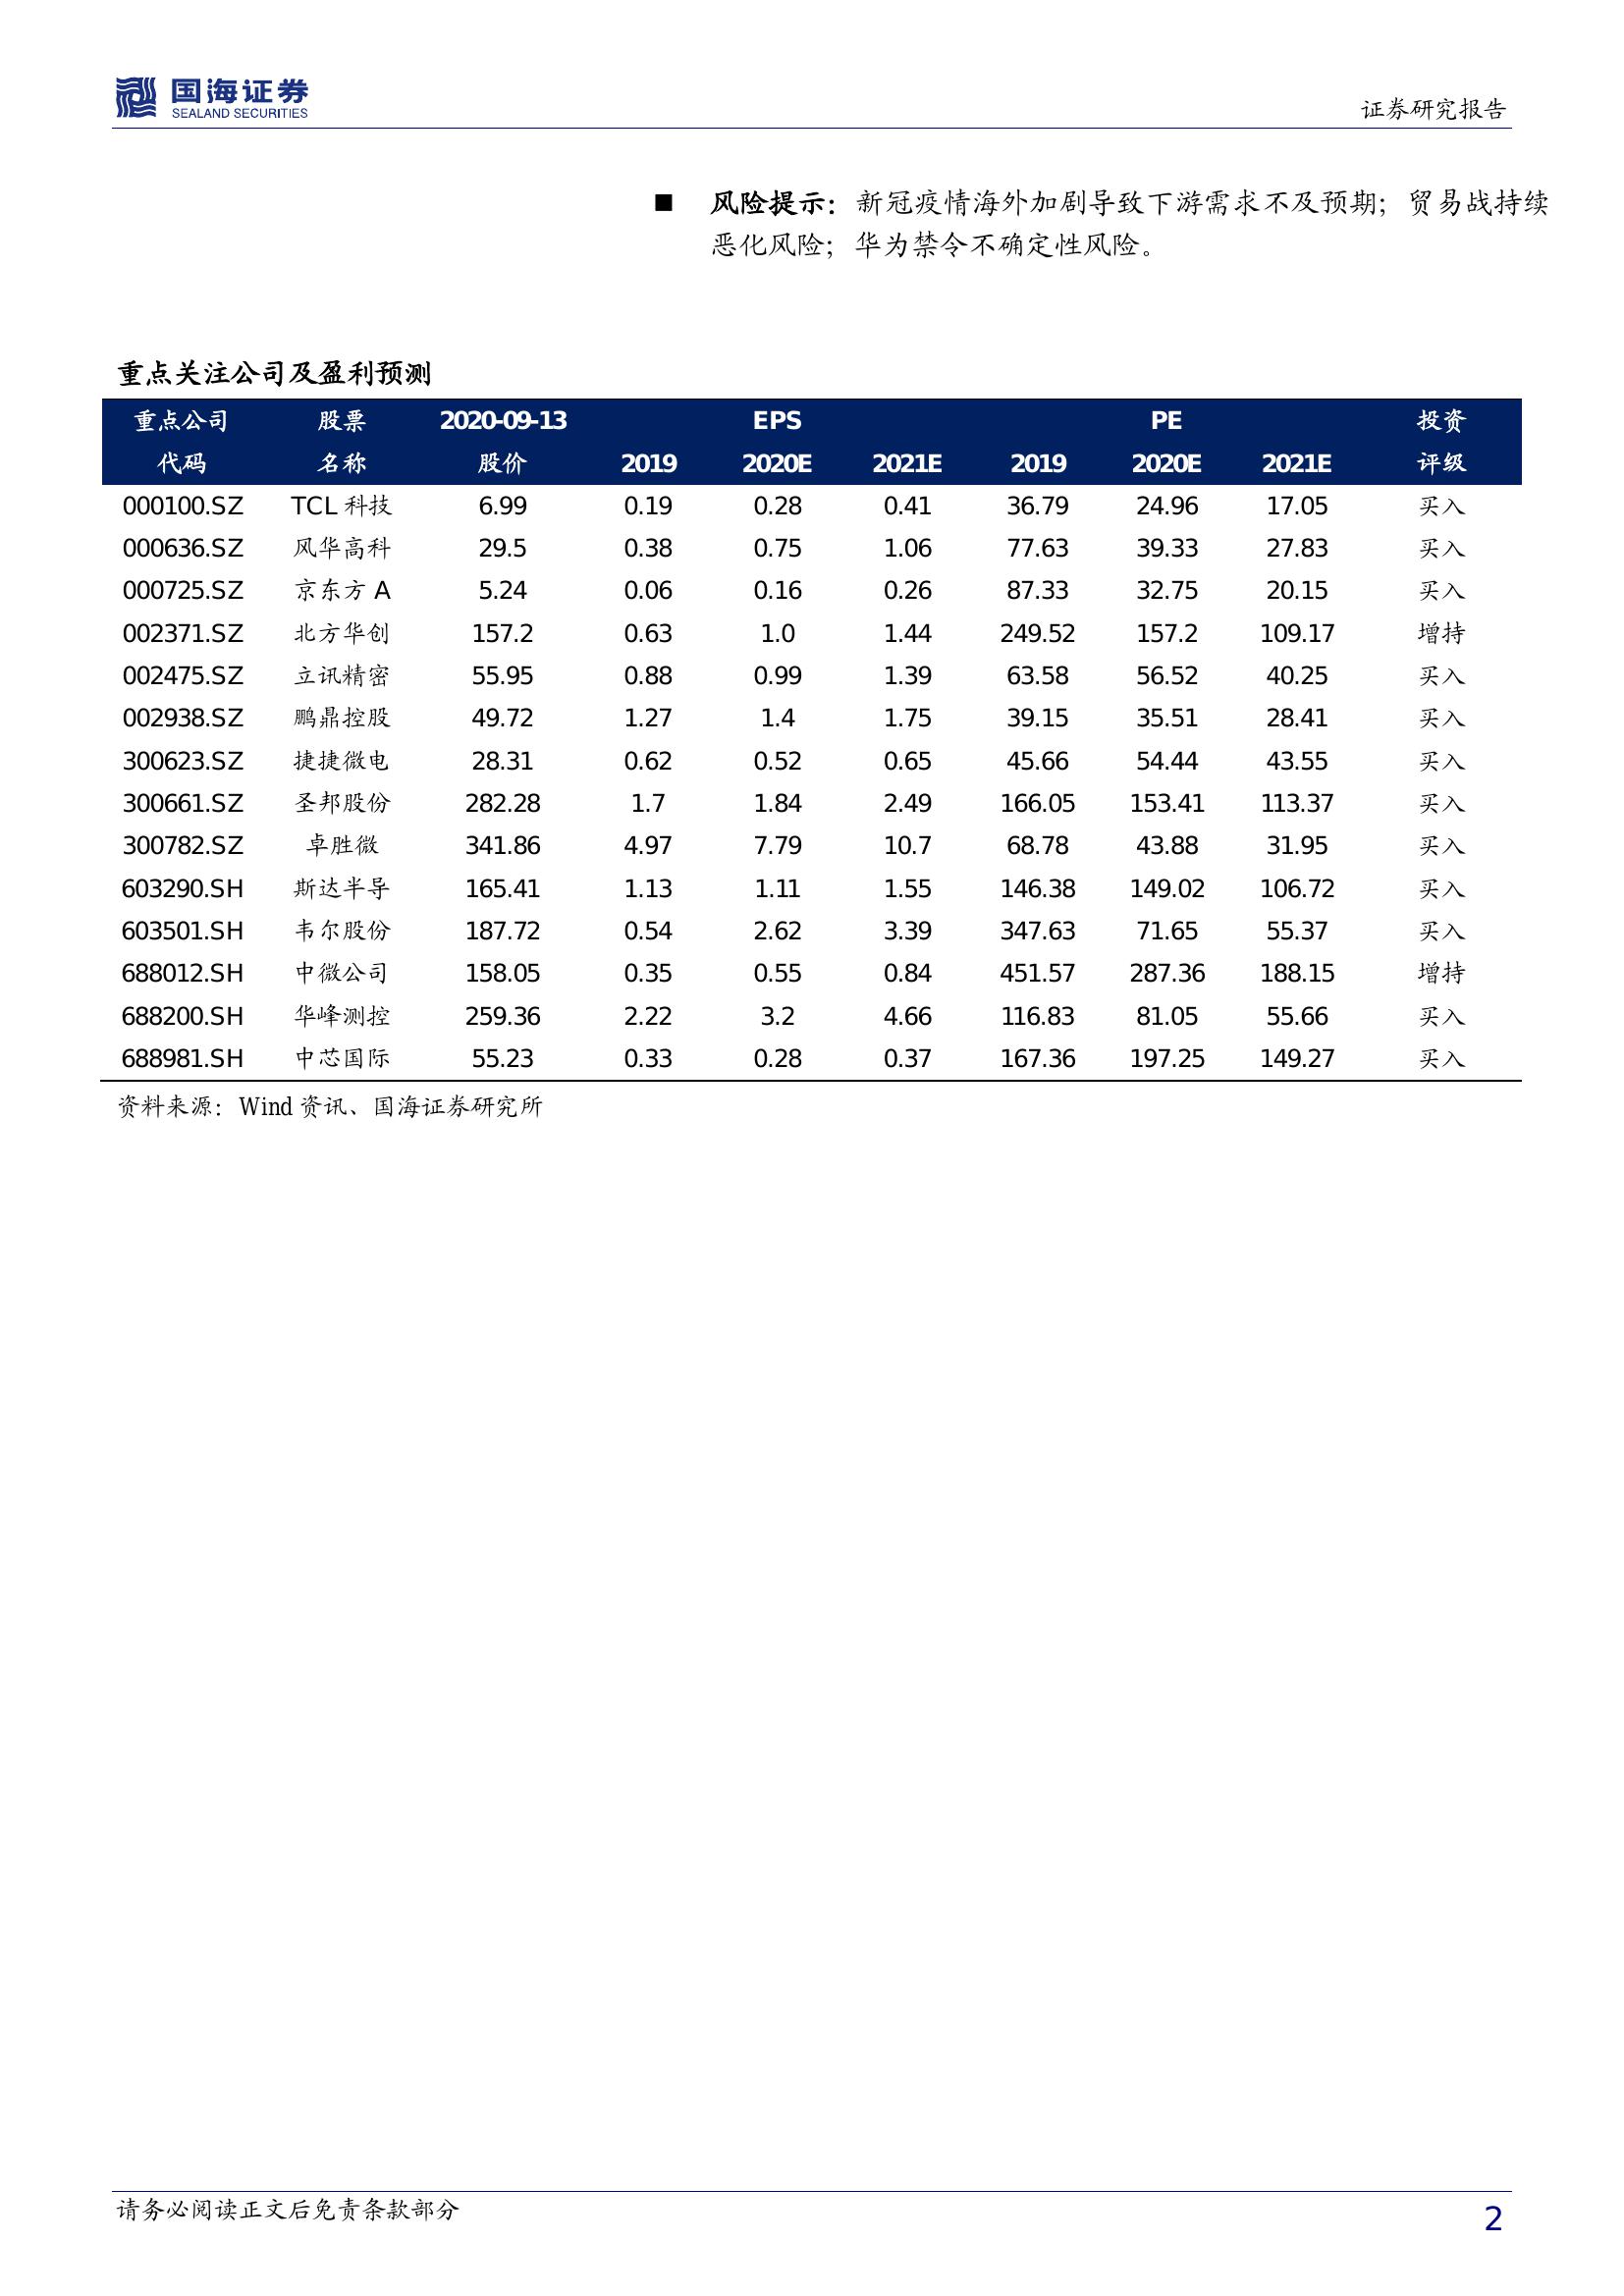 国海证券
SEALAND SECURITIES
证券研究报告
■ 风险提示：新冠疫情海外加剧导致下游需求不及预期；贸易战持续
恶化风险；华为禁令不确定性风险。
重点关注公司及盈利预测
重点公司 股票 2020-09-13 EPS PE 投资
代码 名称 股价 2019 2020E 2021E 2019 2020E 2021E 评级
000100.SZ TCL 科技 6.99 0.19 0.28 0.41 36.79 24.96 17.05 买入
000636.SZ 风华高科 29.5 0.38 0.75 1.06 77.63 39.33 27.83 买入
000725.SZ 京东方 A 5.24 0.06 0.16 0.26 87.33 32.75 20.15 买入
002371.SZ 北方华创 157.2 0.63 1.0 1.44 249.52 157.2 109.17 增持
002475.SZ 立讯精密 55.95 0.88 0.99 1.39 63.58 56.52 40.25 买入
002938.SZ 鹏鼎控股 49.72 1.27 1.4 1.75 39.15 35.51 28.41 买入
300623.SZ 捷捷微电 28.31 0.62 0.52 0.65 45.66 54.44 43.55 买入
300661.SZ 圣邦股份 282.28 1.7 1.84 2.49 166.05 153.41 113.37 买入
300782.SZ 卓胜微 341.86 4.97 7.79 10.7 68.78 43.88 31.95 买入
603290.SH 斯达半导 165.41 1.13 1.11 1.55 146.38 149.02 106.72 买入
603501.SH 韦尔股份 187.72 0.54 2.62 3.39 347.63 71.65 55.37 买入
688012.SH 中微公司 158.05 0.35 0.55 0.84 451.57 287.36 188.15 增持
688200.SH 华峰测控 259.36 2.22 3.2 4.66 116.83 81.05 55.66 买入
688981.SH 中芯国际 55.23 0.33 0.28 0.37 167.36 197.25 149.27 买入
资料来源：Wind 资讯、国海证券研究所
请务必阅读正文后免责条款部分
2